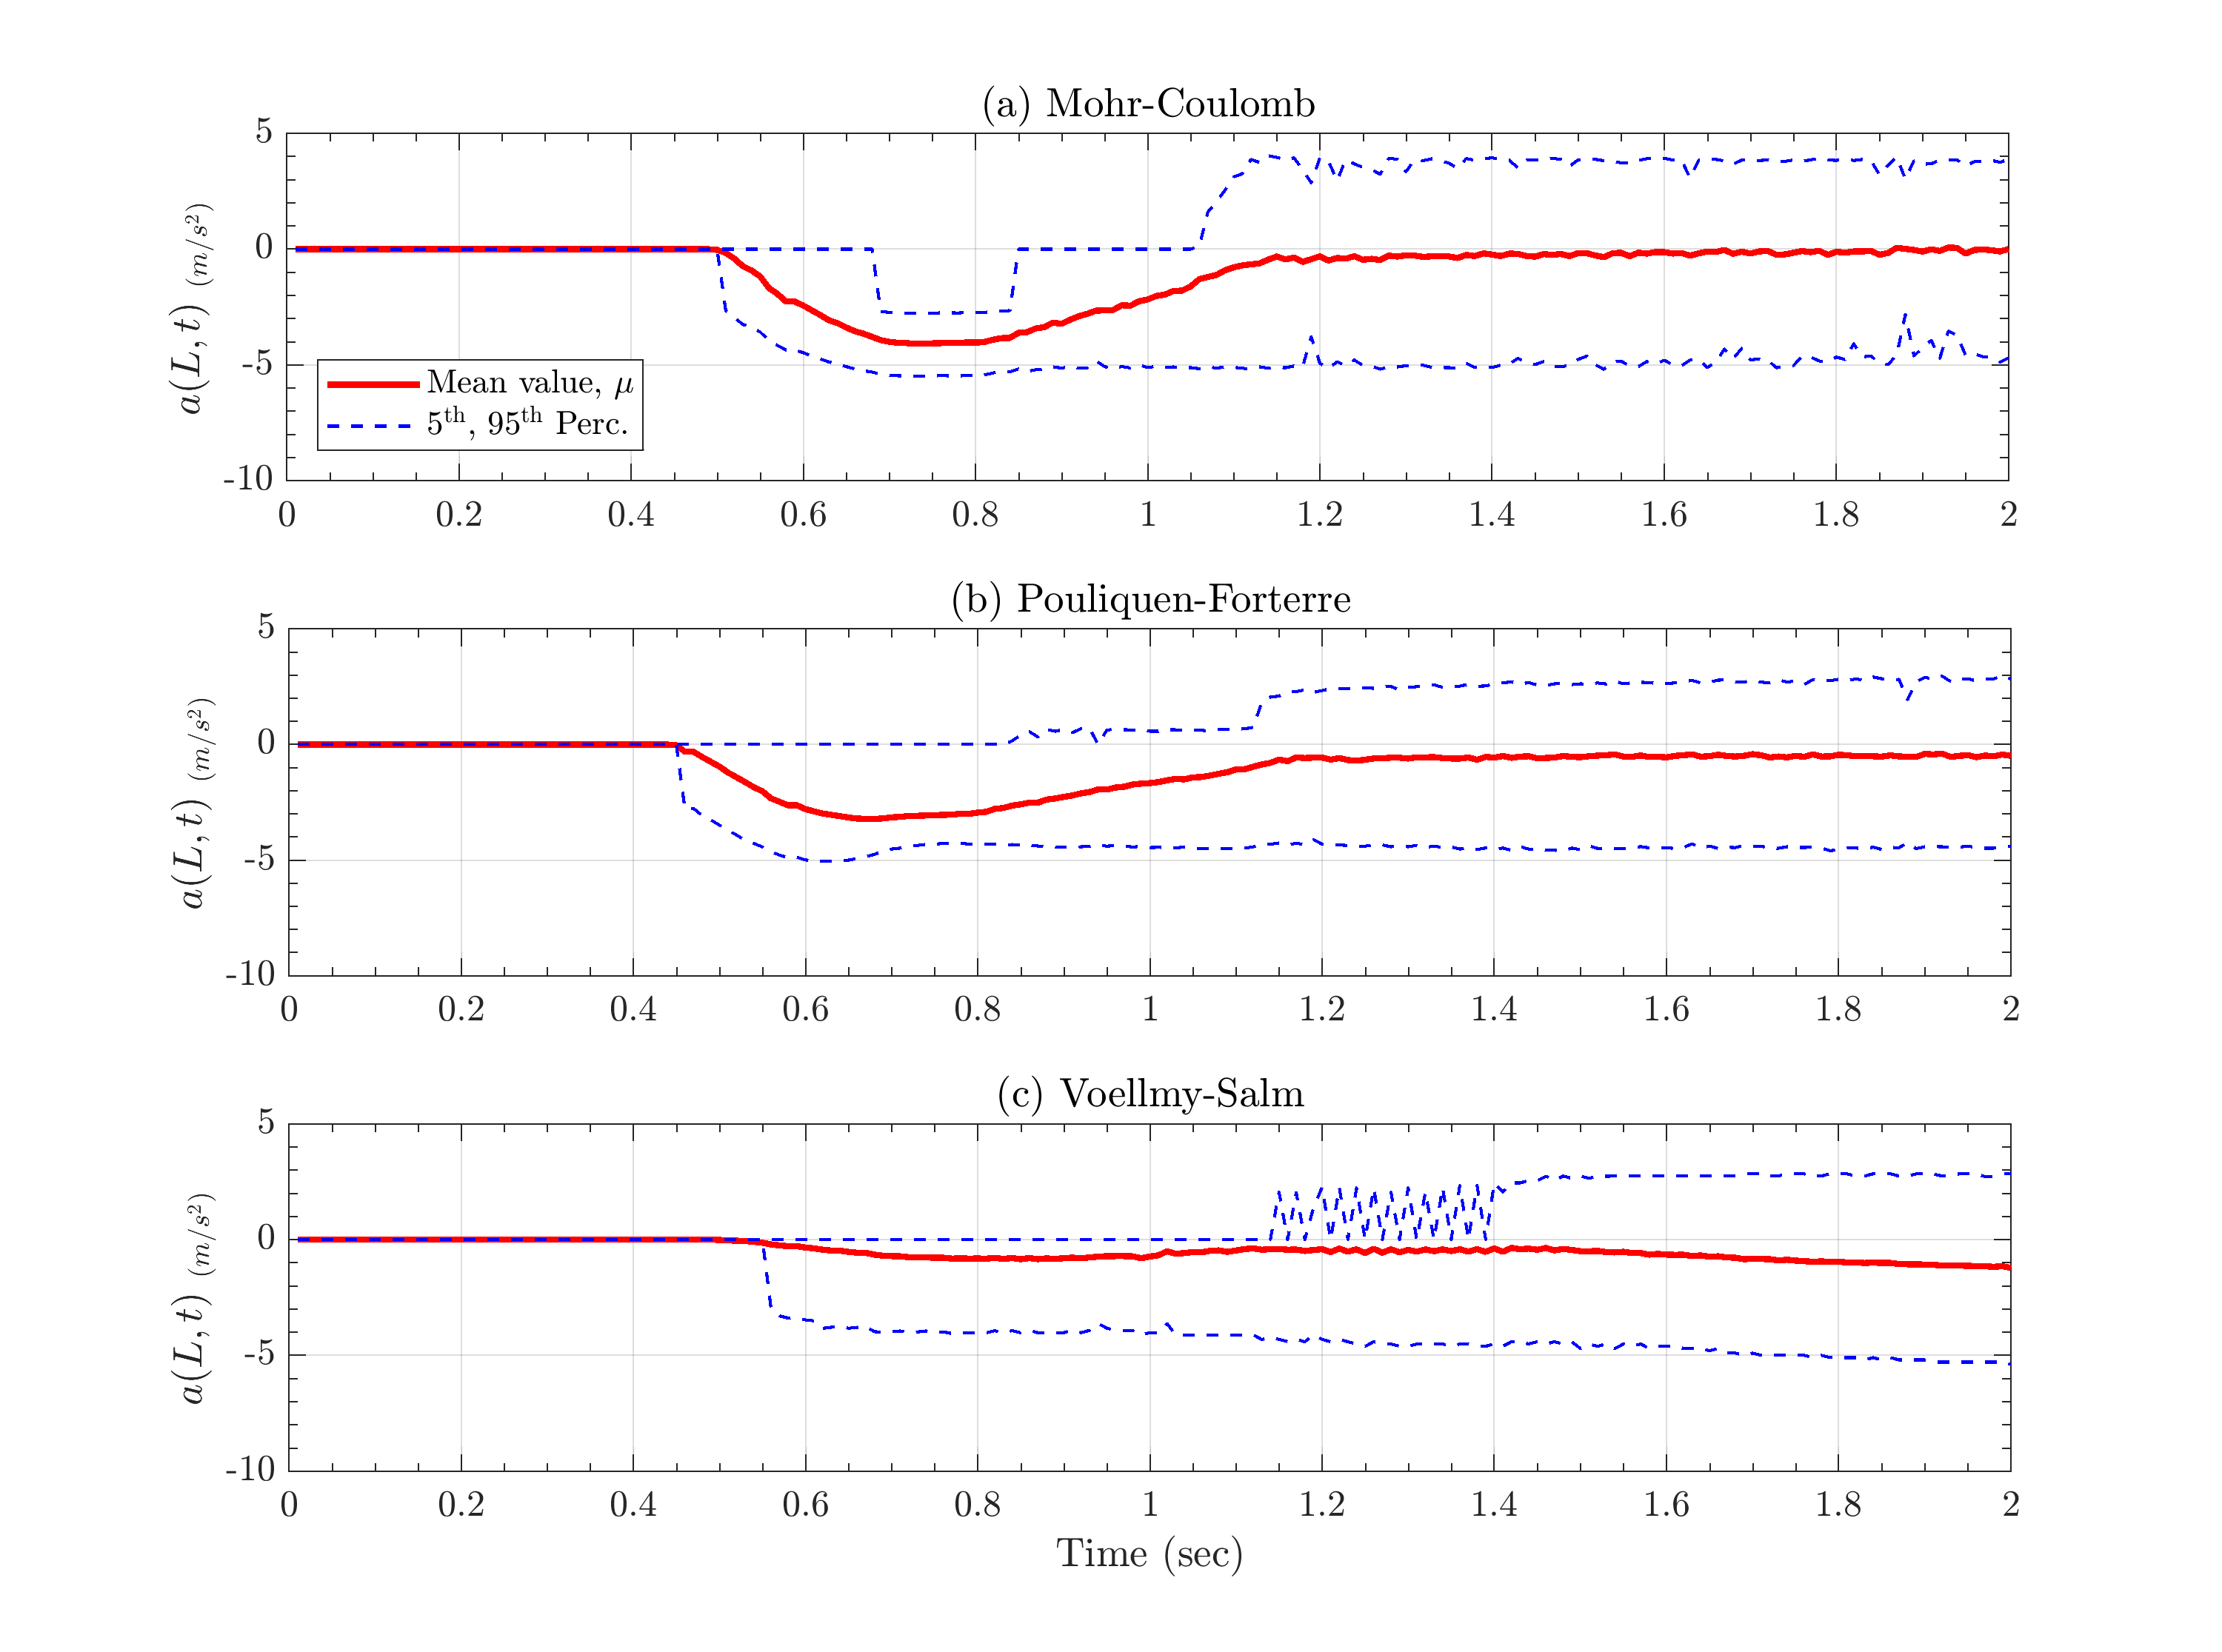 (a) Mohr-Coulomb
a(L, t) (m/s²)
5
0
-5
-10
Mean value, μ
5th, 95th Perc.
0 0.2 0.4 0.6 0.8 1 1.2 1.4 1.6 1.8 2
(b) Pouliquen-Forterre
a(L, t) (m/s²)
5
0
-5
-10
0 0.2 0.4 0.6 0.8 1 1.2 1.4 1.6 1.8 2
(c) Voellmy-Salm
a(L, t) (m/s²)
5
0
-5
-10
0 0.2 0.4 0.6 0.8 1 1.2 1.4 1.6 1.8 2
Time (sec)